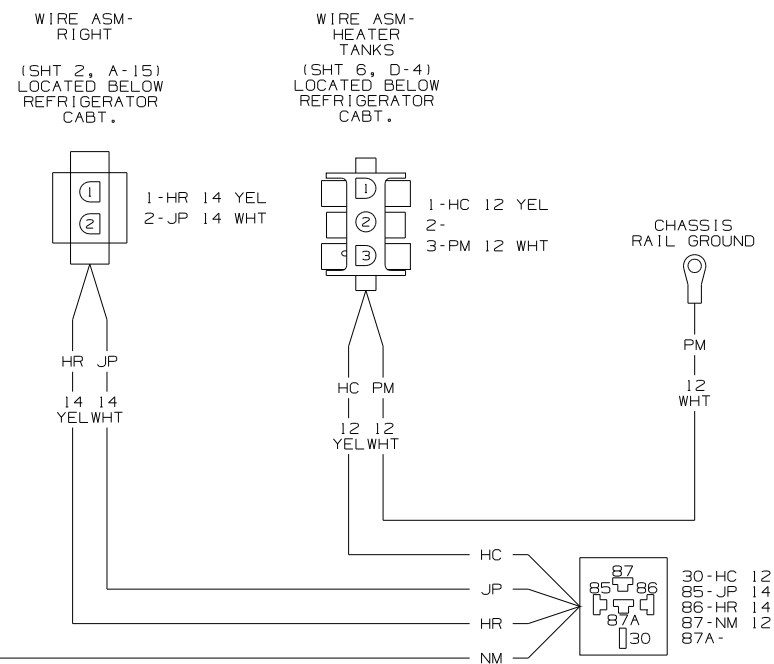 WIRE ASM-
RIGHT
(SHT 2, A-15)
LOCATED BELOW
REFRIGERATOR
CABT.
WIRE ASM-
HEATER
TANKS
(SHT 6, D-4)
LOCATED BELOW
REFRIGERATOR
CABT.
1
2
1-HR 14 YEL
2-JP 14 WHT
1
2
3
1-HC 12 YEL
2-
3-PM 12 WHT
CHASSIS
RAIL GROUND
HR JP
14 14
YEL WHT
HC PM
12 12
YEL WHT
PM
12
WHT
HC
JP
HR
NM
87
85 86
87A
30
30-HC 12
85-JP 14
86-HR 14
87-NM 12
87A-